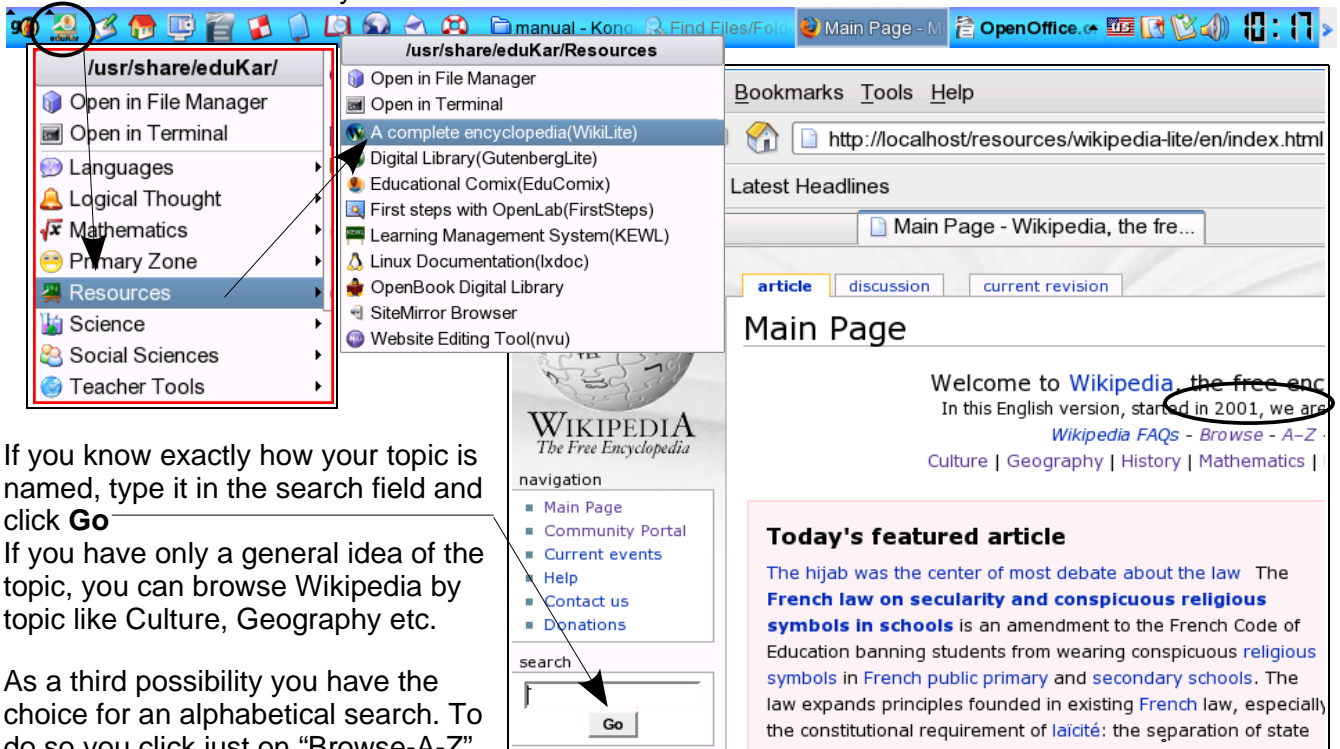 manual - Konqu
Find Files/Fold
Main Page - M
OpenOffice.o
10:17
eduKar
/usr/share/eduKar/
Open in File Manager
Open in Terminal
Languages
Logical Thought
Mathematics
Primary Zone
Resources
Science
Social Sciences
Teacher Tools
/usr/share/eduKar/Resources
Open in File Manager
Open in Terminal
A complete encyclopedia(WikiLite)
Digital Library(GutenbergLite)
Educational Comix(EduComix)
First steps with OpenLab(FirstSteps)
Learning Management System(KEWL)
Linux Documentation(lxdoc)
OpenBook Digital Library
SiteMirror Browser
Website Editing Tool(nvu)
Bookmarks Tools Help
http://localhost/resources/wikipedia-lite/en/index.html
Latest Headlines
Main Page - Wikipedia, the fre...
article discussion current revision
Main Page
Welcome to Wikipedia, the free enc
In this English version, started in 2001, we are
Wikipedia FAQs - Browse - A–Z -
Culture | Geography | History | Mathematics |
WIKIPEDIA
The Free Encyclopedia
navigation
Main Page
Community Portal
Current events
Help
Contact us
Donations
search
Go
Today's featured article
The hijab was the center of most debate about the law The
French law on secularity and conspicuous religious
symbols in schools is an amendment to the French Code of
Education banning students from wearing conspicuous religious
symbols in French public primary and secondary schools. The
law expands principles founded in existing French law, especially
the constitutional requirement of laïcité: the separation of state
If you know exactly how your topic is
named, type it in the search field and
click Go
If you have only a general idea of the
topic, you can browse Wikipedia by
topic like Culture, Geography etc.
As a third possibility you have the
choice for an alphabetical search. To
do so you click just on “Browse-A-Z”